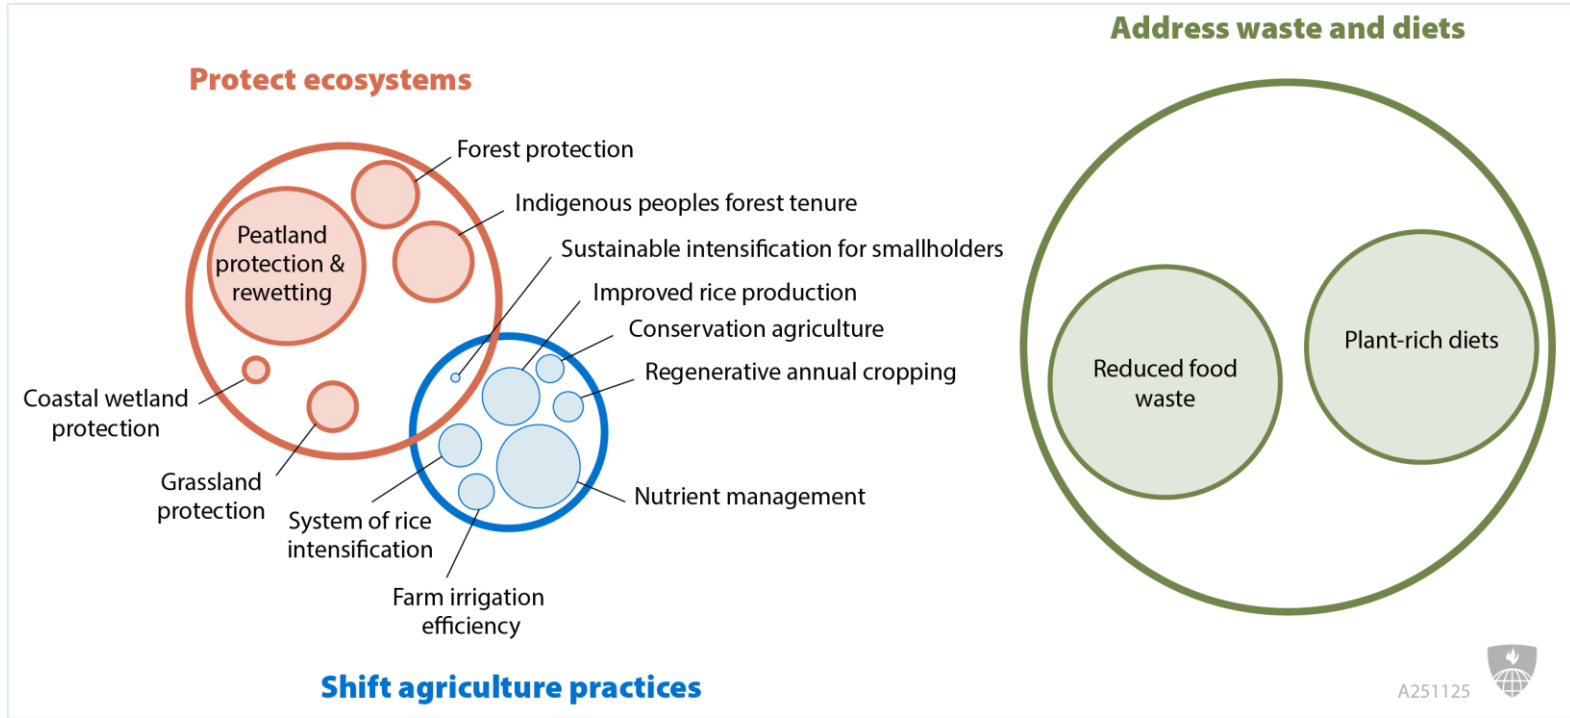 Address waste and diets
Protect ecosystems
Forest protection
Indigenous peoples forest tenure
Peatland
protection &
rewetting
Sustainable intensification for smallholders
Improved rice production
Conservation agriculture
Plant-rich diets
Reduced food
waste
Regenerative annual cropping
Coastal wetland
protection
Grassland
protection
Nutrient management
System of rice
intensification
Farm irrigation
efficiency
Shift agriculture practices
A251125